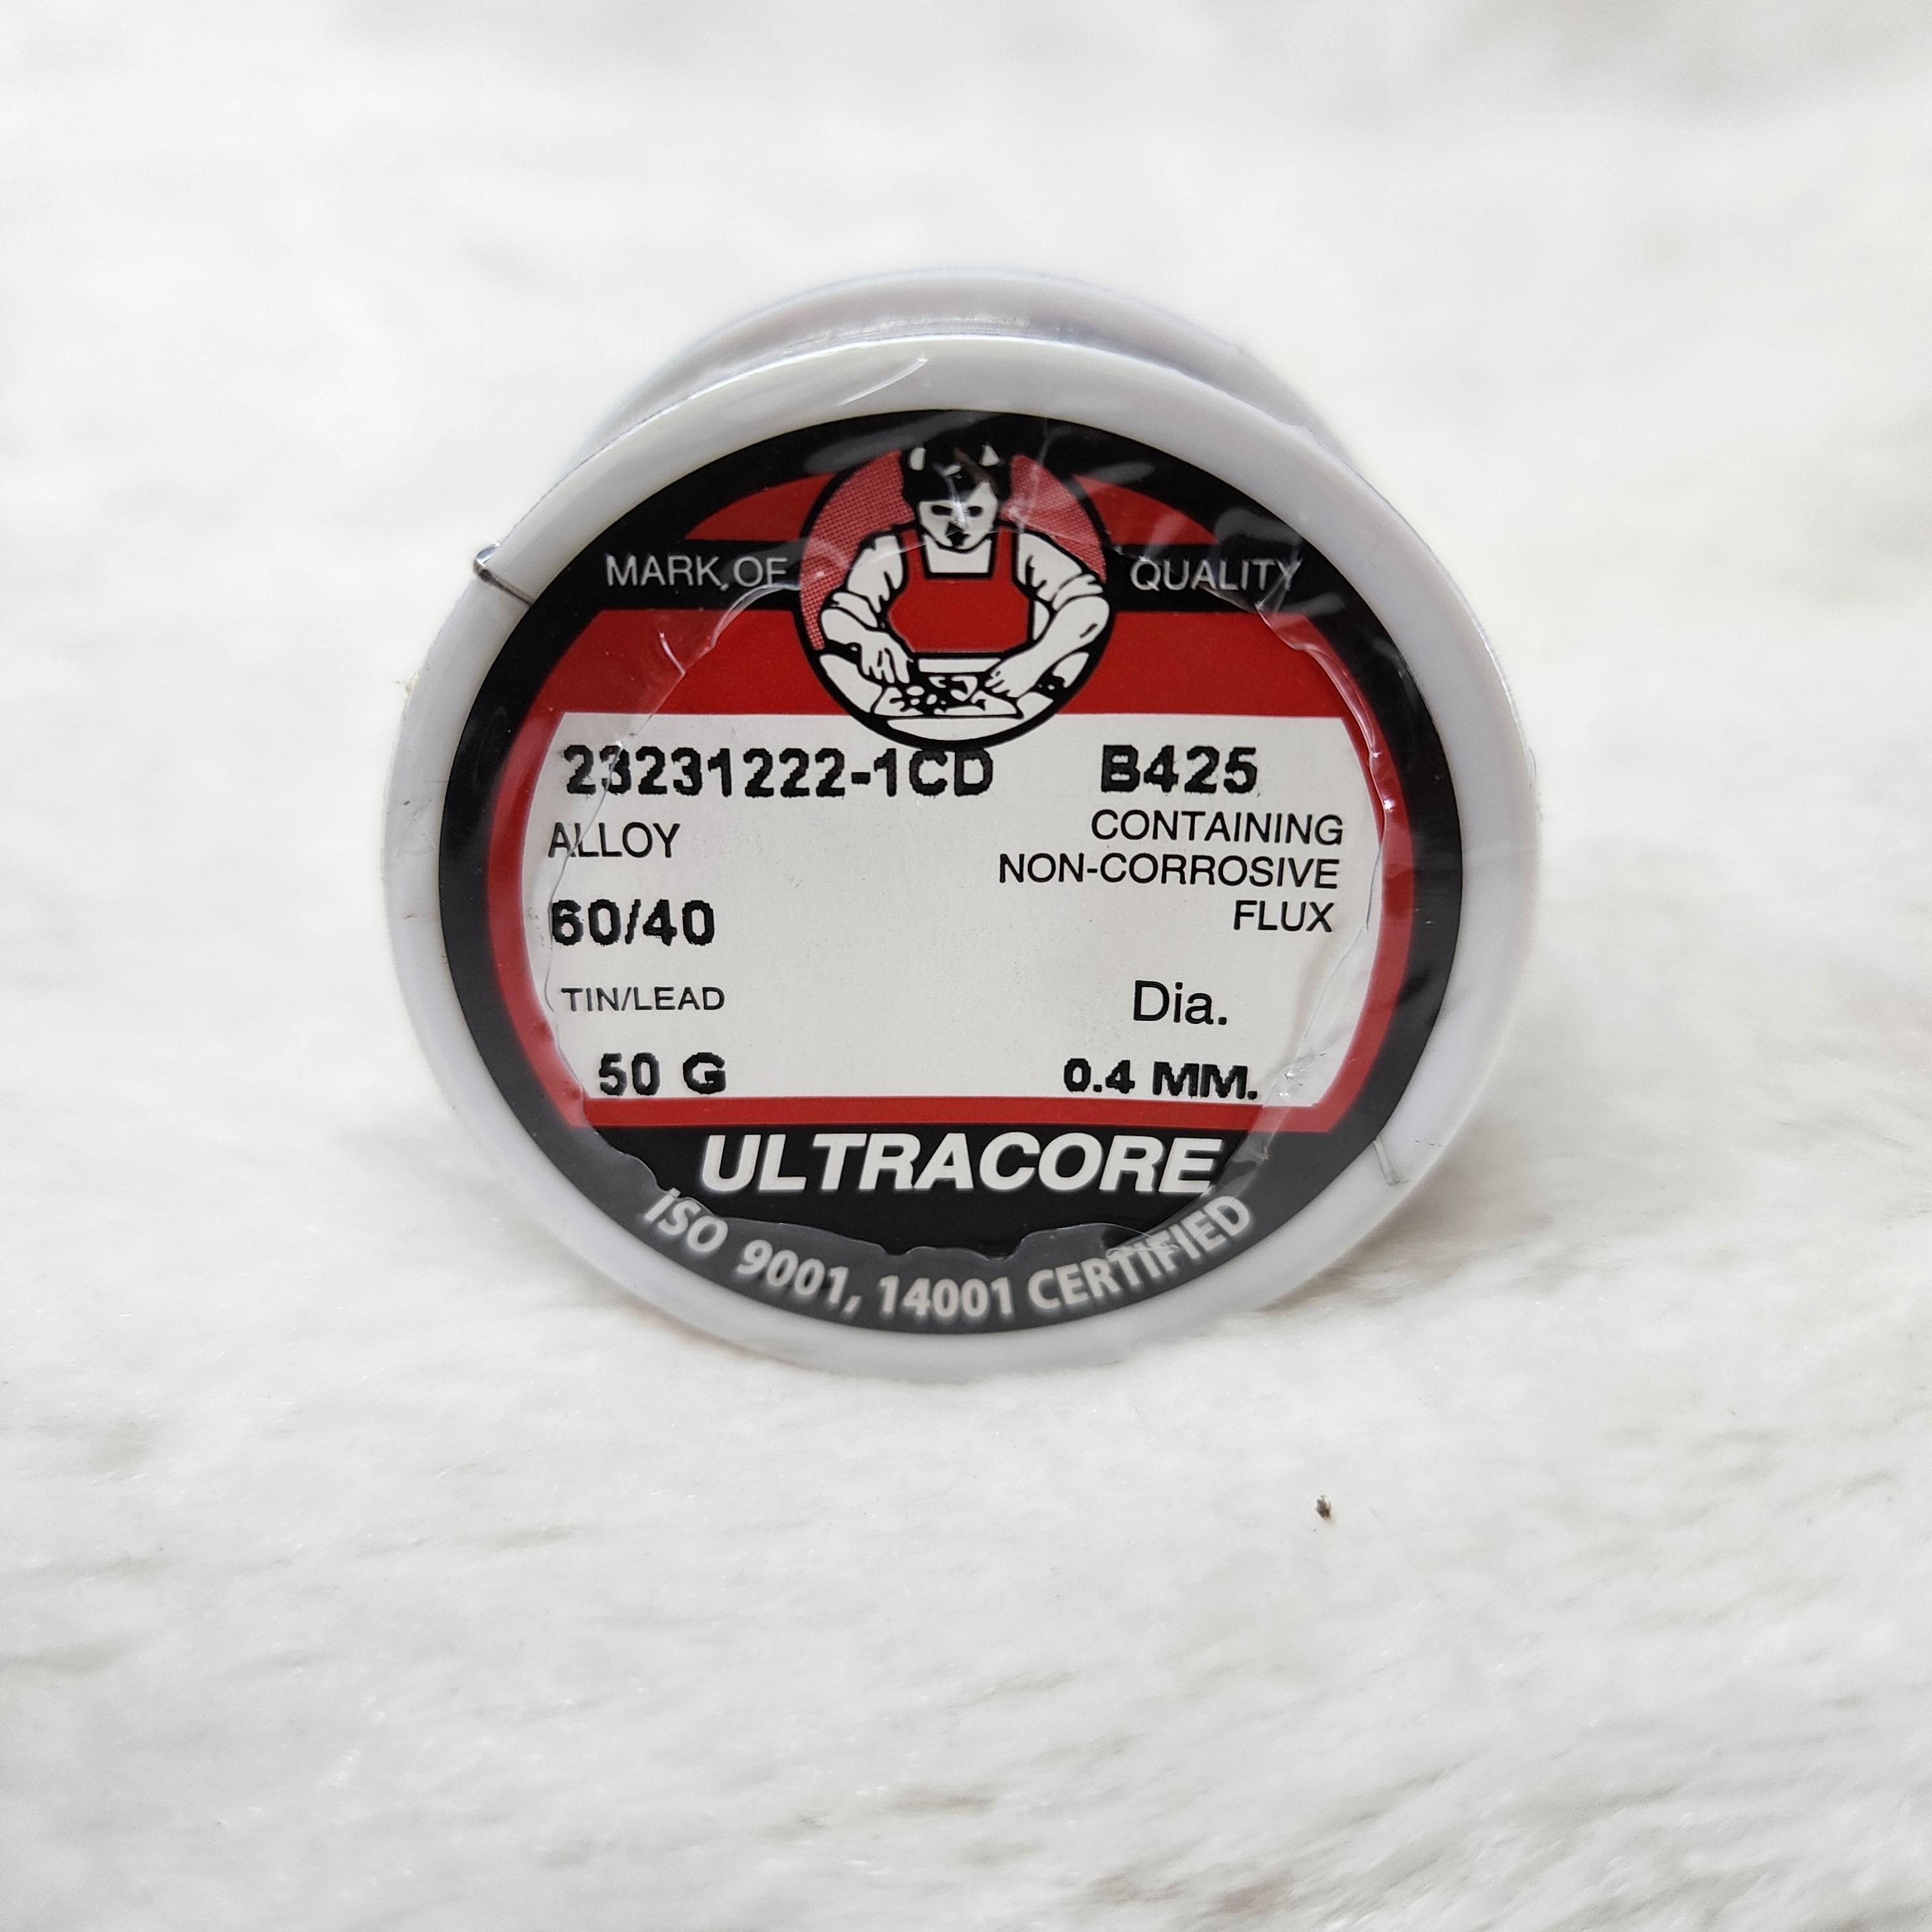 MARK OF QUALITY
23231222-1CD B425
ALLOY CONTAINING
NON-CORROSIVE
60/40 FLUX
TIN/LEAD Dia.
50 G 0.4 MM.
ULTRACORE
ISO 9001, 14001 CERTIFIED